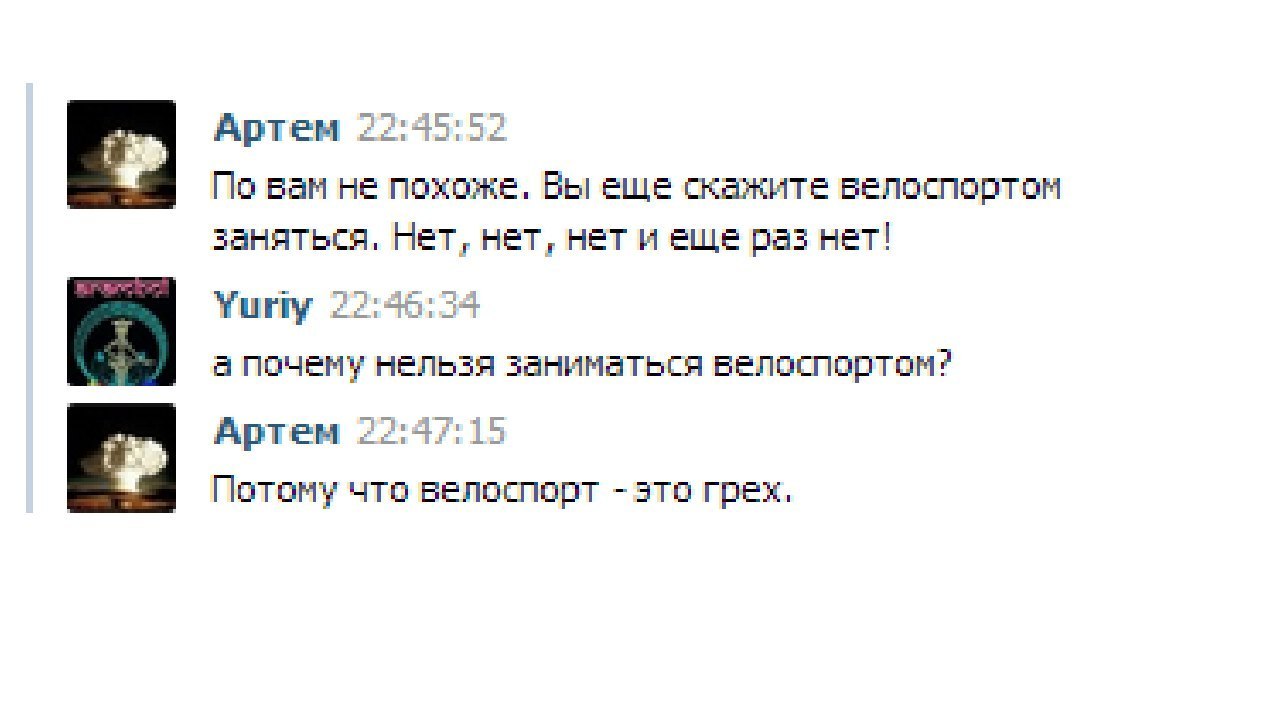 Артем 22:45:52
По вам не похоже. Вы еще скажите велоспортом
заняться. Нет, нет, нет и еще раз нет!
Yuriy 22:46:34
а почему нельзя заниматься велоспортом?
Артем 22:47:15
Потому что велоспорт - это грех.